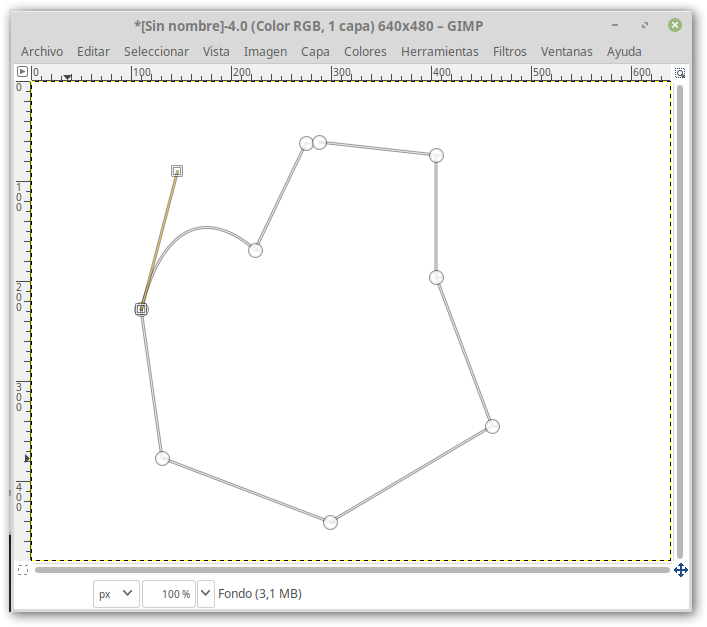 *[Sin nombre]-4.0 (Color RGB, 1 capa) 640x480 – GIMP
Archivo Editar Seleccionar Vista Imagen Capa Colores Herramientas Filtros Ventanas Ayuda
0 100 200 300 400 500 600
0
100
200
300
400
px 100 % Fondo (3,1 MB)